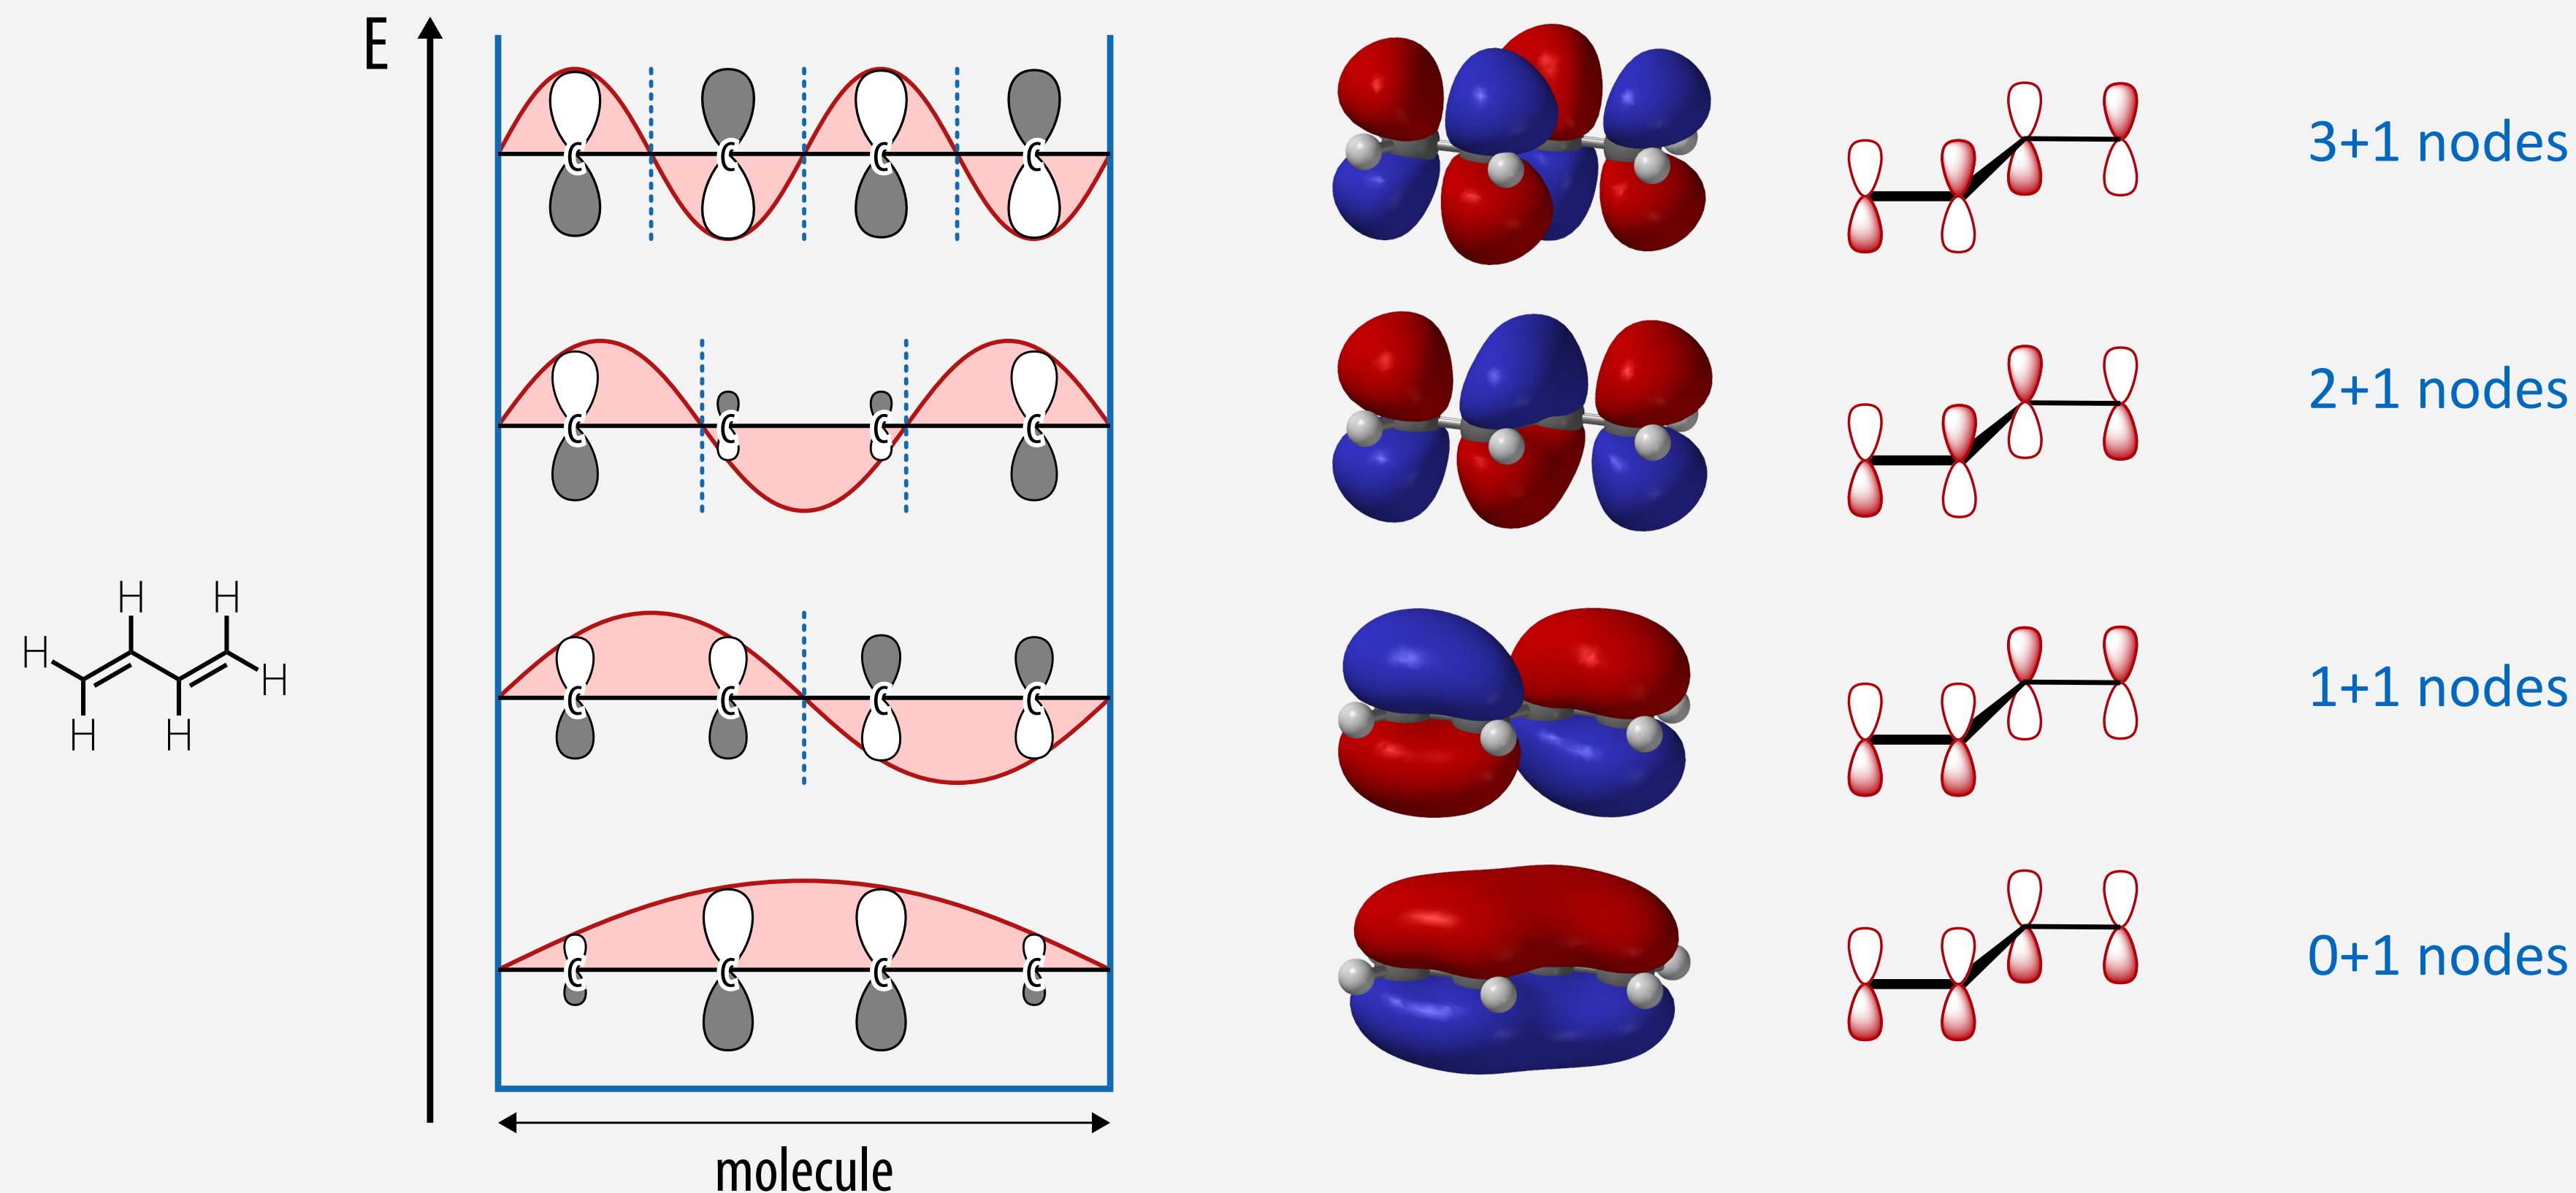 E
C C C C
3+1 nodes
C C C C
2+1 nodes
H H
H
H
H H
C C C C
1+1 nodes
C C C C
0+1 nodes
molecule